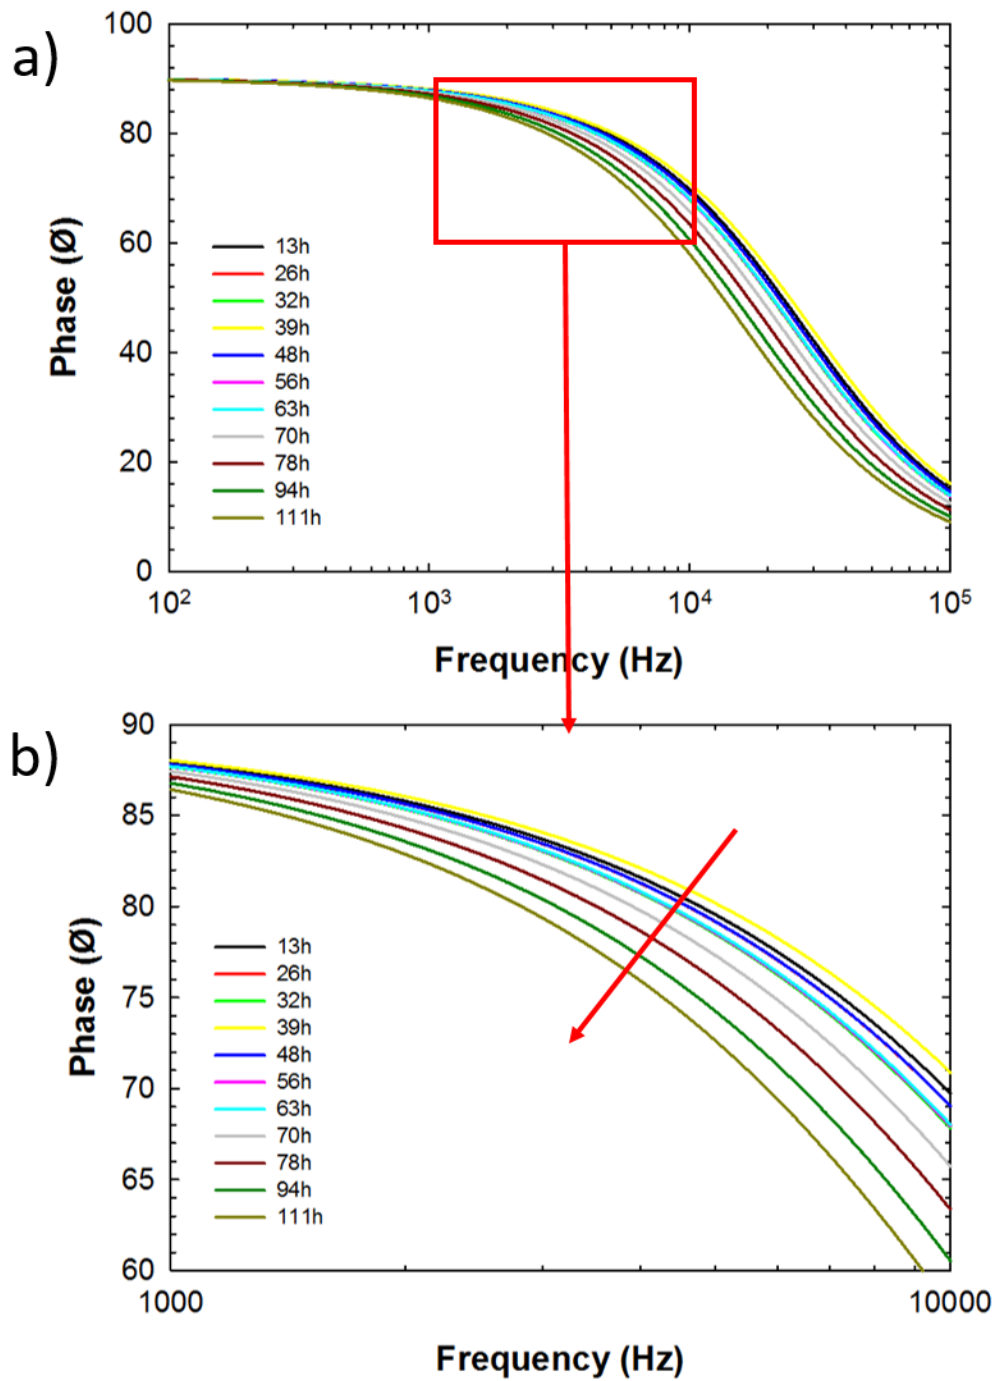 a)
100
80
60
40
20
0
Phase (Ø)
13h
26h
32h
39h
48h
56h
63h
70h
78h
94h
111h
10² 10³ 10⁴ 10⁵
Frequency (Hz)
b)
90
85
80
75
70
65
60
Phase (Ø)
13h
26h
32h
39h
48h
56h
63h
70h
78h
94h
111h
1000 10000
Frequency (Hz)